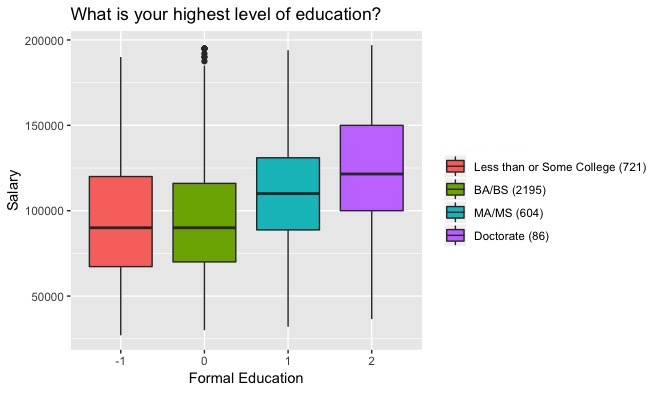 What is your highest level of education?
200000
150000
100000
50000
Salary
-1 0 1 2
Formal Education
Less than or Some College (721)
BA/BS (2195)
MA/MS (604)
Doctorate (86)